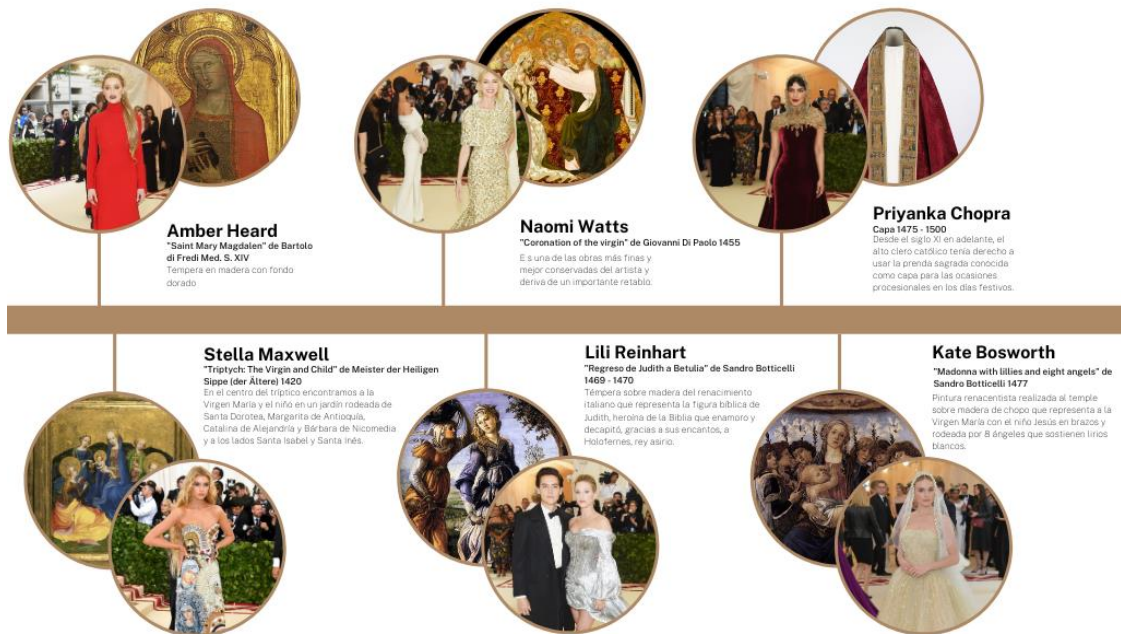 Amber Heard
"Saint Mary Magdalen" de Bartolo
di Fredi Med. S. XIV
Tempera en madera con fondo
dorado
Naomi Watts
"Coronation of the virgin" de Giovanni Di Paolo 1455
E s una de las obras más finas y
mejor conservadas del artista y
deriva de un importante retablo.
Priyanka Chopra
Capa 1475 - 1500
Desde el siglo XI en adelante, el
alto clero católico tenía derecho a
usar la prenda sagrada conocida
como capa para las ocasiones
procesionales en los días festivos.
Stella Maxwell
"Triptych: The Virgin and Child" de Meister der Heiligen
Sippe (der Ältere) 1420
En el centro del tríptico encontramos a la
Virgen María y el niño en un jardín rodeada de
Santa Dorotea, Margarita de Antioquía,
Catalina de Alejandría y Bárbara de Nicomedia
y a los lados Santa Isabel y Santa Inés.
Lili Reinhart
"Regreso de Judith a Betulia" de Sandro Botticelli
1469 - 1470
Témpera sobre madera del renacimiento
italiano que representa la figura bíblica de
Judith, heroína de la Biblia que enamoro y
decapitó, gracias a sus encantos, a
Holofernes, rey asirio.
Kate Bosworth
"Madonna with lillies and eight angels" de
Sandro Botticelli 1477
Pintura renacentista realizada al temple
sobre madera de chopo que representa a la
Virgen María con el niño Jesús en brazos y
rodeada por 8 ángeles que sostienen lirios
blancos.